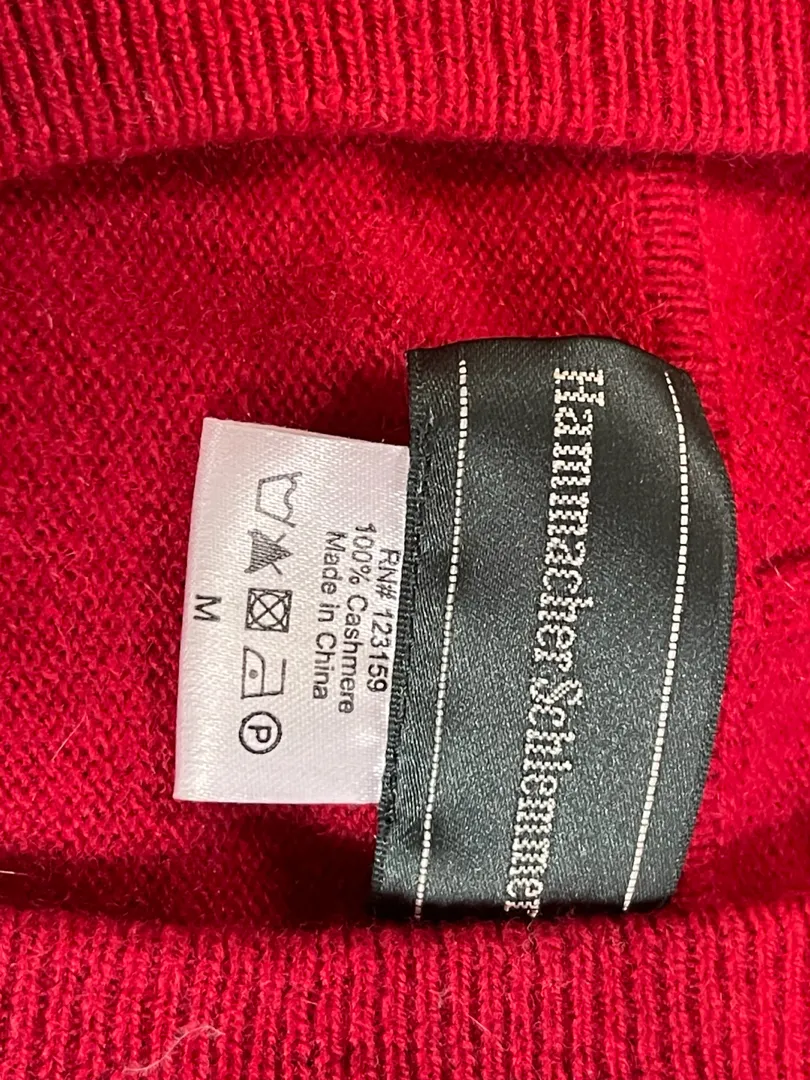 Hammacher Schlemmer
RN# 123159
100% Cashmere
Made in China
P
M